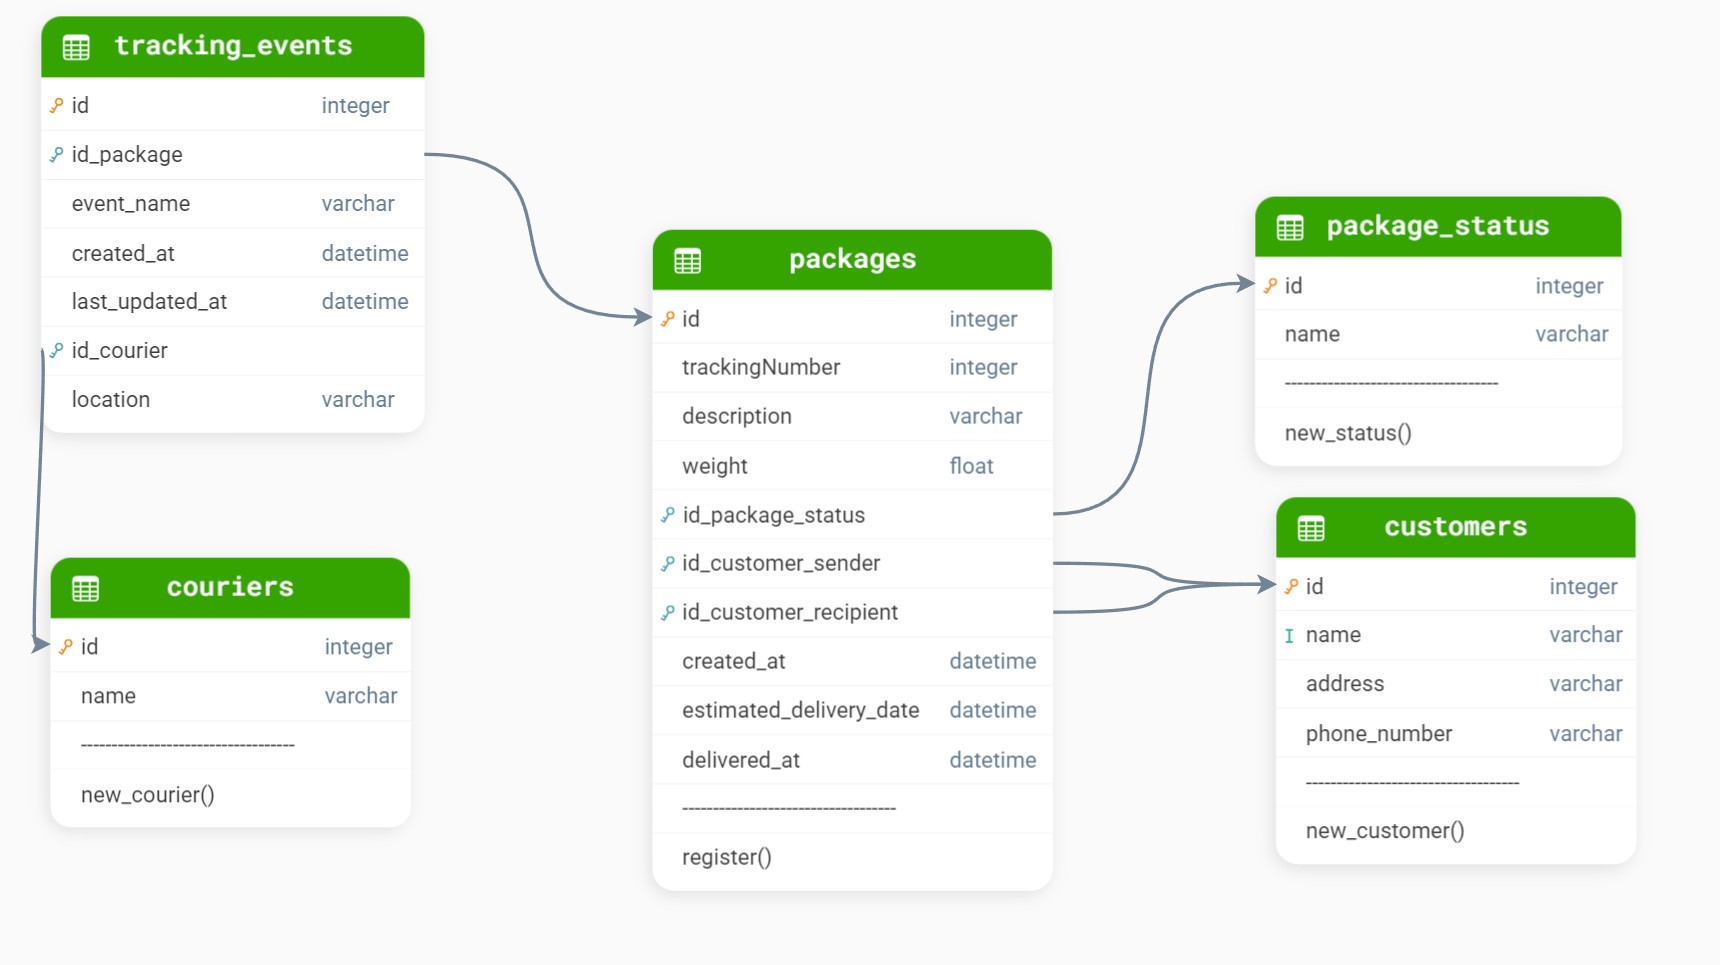 tracking_events
id integer
id_package
event_name varchar
created_at datetime
last_updated_at datetime
id_courier
location varchar
couriers
id integer
name varchar
-----------------------------------
new_courier()
packages
id integer
trackingNumber integer
description varchar
weight float
id_package_status
id_customer_sender
id_customer_recipient
created_at datetime
estimated_delivery_date datetime
delivered_at datetime
-----------------------------------
register()
package_status
id integer
name varchar
-----------------------------------
new_status()
customers
id integer
name varchar
address varchar
phone_number varchar
-----------------------------------
new_customer()